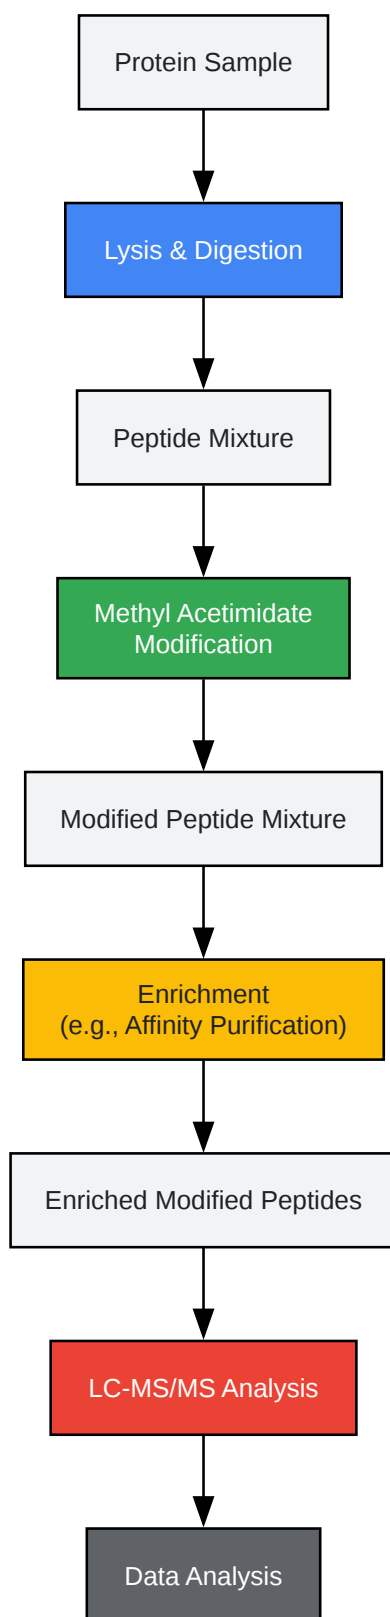 Protein Sample
Lysis & Digestion
Peptide Mixture
Methyl Acetimidate
Modification
Modified Peptide Mixture
Enrichment
(e.g., Affinity Purification)
Enriched Modified Peptides
LC-MS/MS Analysis
Data Analysis